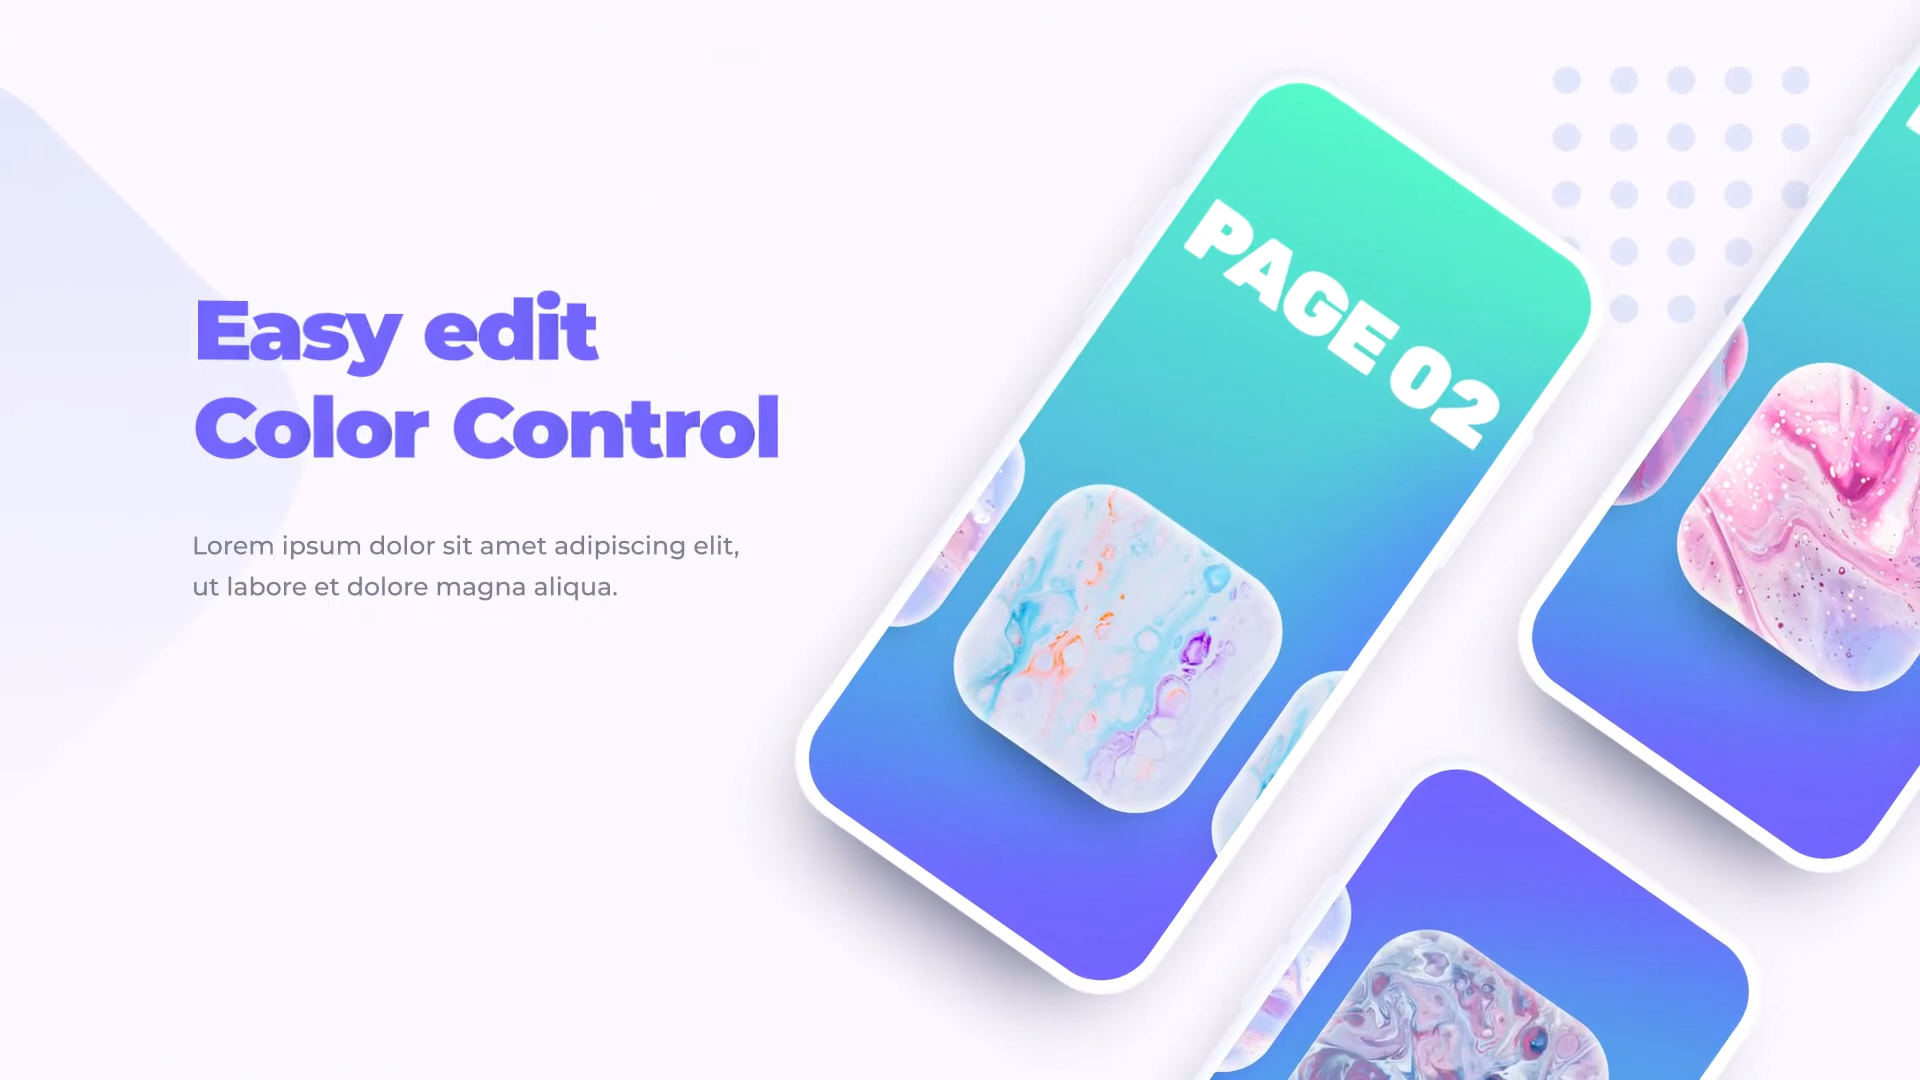 Easy edit
Color Control
Lorem ipsum dolor sit amet adipiscing elit,
ut labore et dolore magna aliqua.
PAGE 02